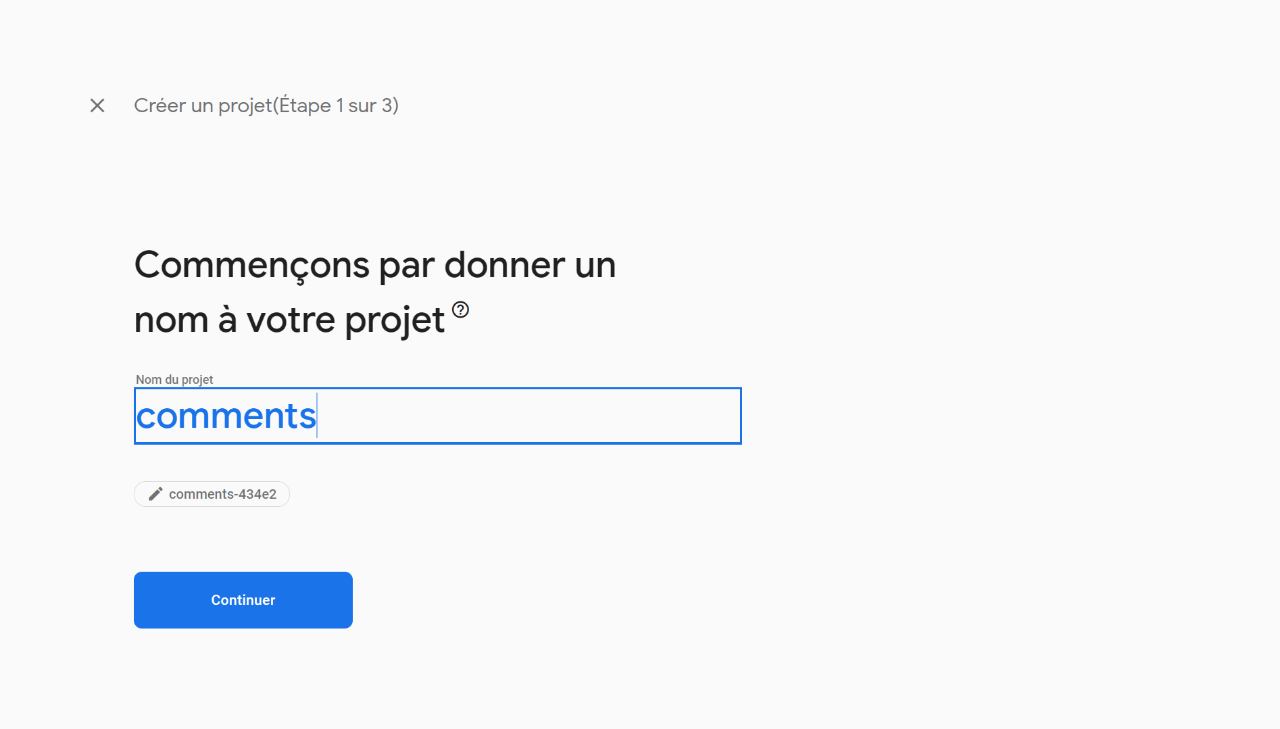 Créer un projet(Étape 1 sur 3)
Commençons par donner un
nom à votre projet
Nom du projet
comments
comments-434e2
Continuer